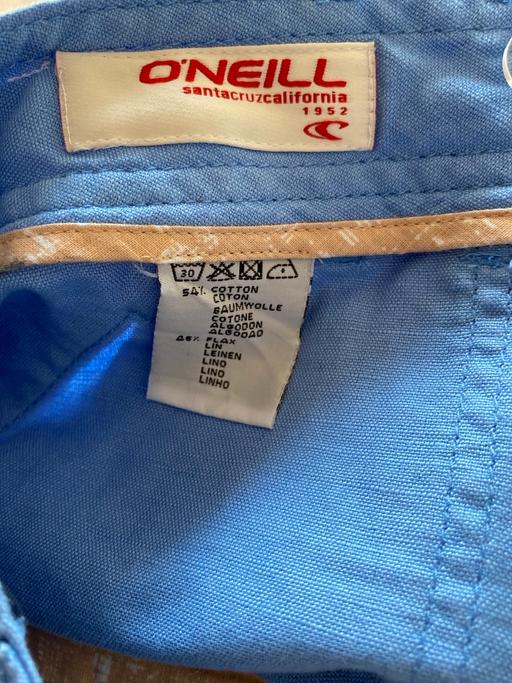 O'NEILL
santacruzcalifornia
1952
30
54% COTTON
COTON
BAUMWOLLE
COTONE
ALGODON
ALGODAO
46% FLAX
LIN
LEINEN
LINO
LINO
LINHO